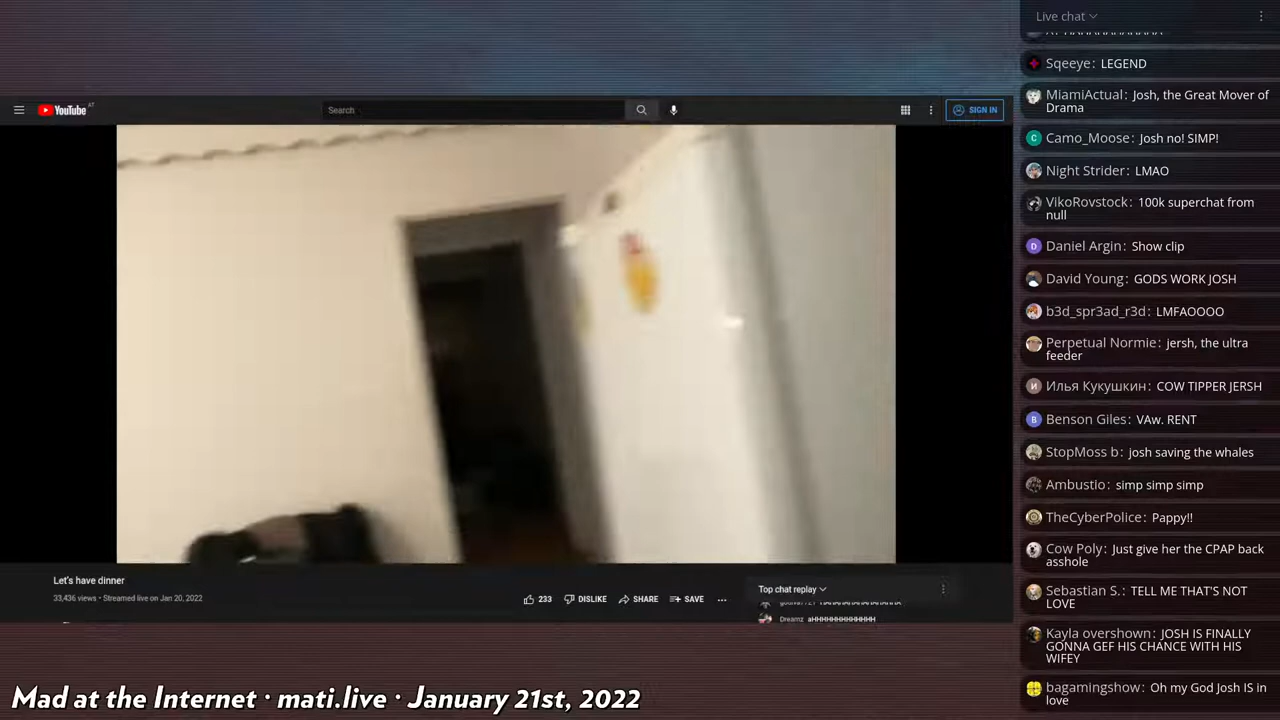 Live chat
Sqeeye: LEGEND
MiamiActual: Josh, the Great Mover of
Drama
Camo_Moose: Josh no! SIMP!
Night Strider: LMAO
VikoRovstock: 100k superchat from
null
Daniel Argin: Show clip
David Young: GODS WORK JOSH
b3d_spr3ad_r3d: LMFAOOOO
Perpetual Normie: jersh, the ultra
feeder
Илья Кукушкин: COW TIPPER JERSH
Benson Giles: VAw. RENT
StopMoss b: josh saving the whales
Ambustio: simp simp simp
TheCyberPolice: Pappy!!
Cow Poly: Just give her the CPAP back
asshole
Sebastian S.: TELL ME THAT'S NOT
LOVE
Kayla overshown: JOSH IS FINALLY
GONNA GEF HIS CHANCE WITH HIS
WIFEY
bagamingshow: Oh my God Josh IS in
love
YouTube AT
Search
SIGN IN
Let's have dinner
33,436 views • Streamed live on Jan 20, 2022
233
DISLIKE
SHARE
SAVE
Top chat replay
Dreamz aHHHHHHHHHHHHH
Mad at the Internet · mati.live · January 21st, 2022